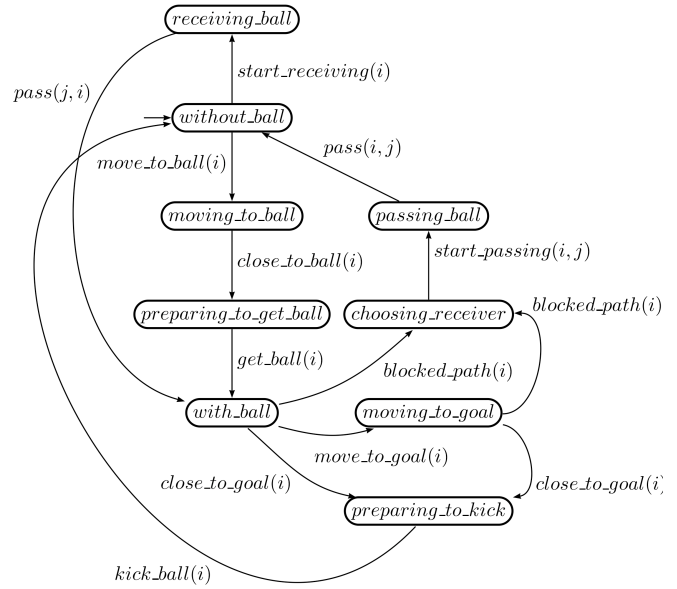 receiving_ball
start_receiving(i)
pass(j, i)
without_ball
pass(i, j)
move_to_ball(i)
moving_to_ball
passing_ball
close_to_ball(i)
start_passing(i, j)
preparing_to_get_ball
choosing_receiver
blocked_path(i)
get_ball(i)
blocked_path(i)
with_ball
moving_to_goal
move_to_goal(i)
close_to_goal(i)
close_to_goal(i)
preparing_to_kick
kick_ball(i)